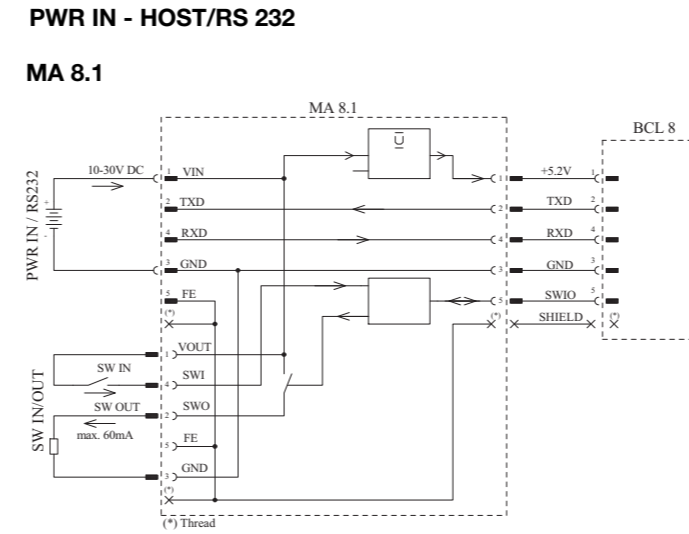 PWR IN - HOST/RS 232
MA 8.1
MA 8.1
BCL 8
PWR IN / RS232
10-30V DC
+
-
1 VIN
2 TXD
4 RXD
3 GND
5 FE
(*)
U
1 +5.2V 1
2 TXD 2
4 RXD 4
3 GND 3
5 SWIO 5
(*) SHIELD (*)
SW IN/OUT
SW IN
SW OUT
max. 60mA
1 VOUT
4 SWI
2 SWO
5 FE
3 GND
(*)
(*) Thread